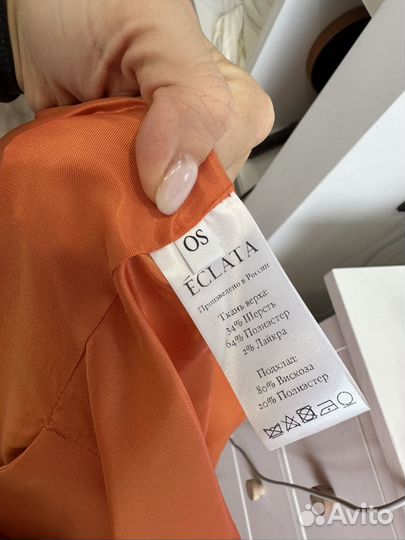 OS
ÉCLATA
Произведено в России
Ткань верха:
34% Шерсть
64% Полиэстер
2% Лайкра
Подклад:
80% Вискоза
20% Полиэстер
Avito